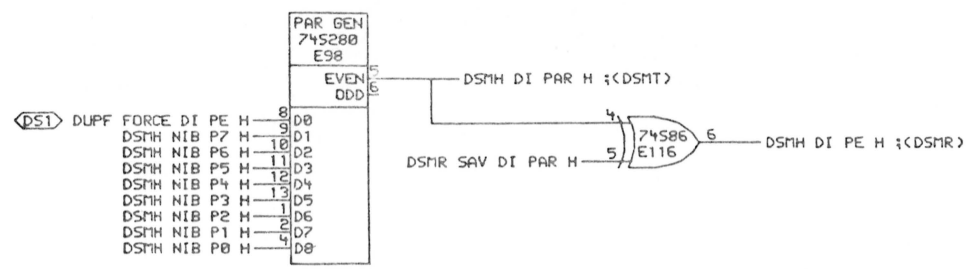 PAR GEN
74S280
E98
EVEN 5 DSMH DI PAR H ;(DSMT)
ODD 6
DS1 DUPF FORCE DI PE H 8 D0
DSMH NIB P7 H 9 D1
DSMH NIB P6 H 10 D2
DSMH NIB P5 H 11 D3
DSMH NIB P4 H 12 D4
DSMH NIB P3 H 13 D5
DSMH NIB P2 H 1 D6
DSMH NIB P1 H 2 D7
DSMH NIB P0 H 4 D8
4 74S86 6 DSMH DI PE H ;(DSMR)
DSMR SAV DI PAR H 5 E116